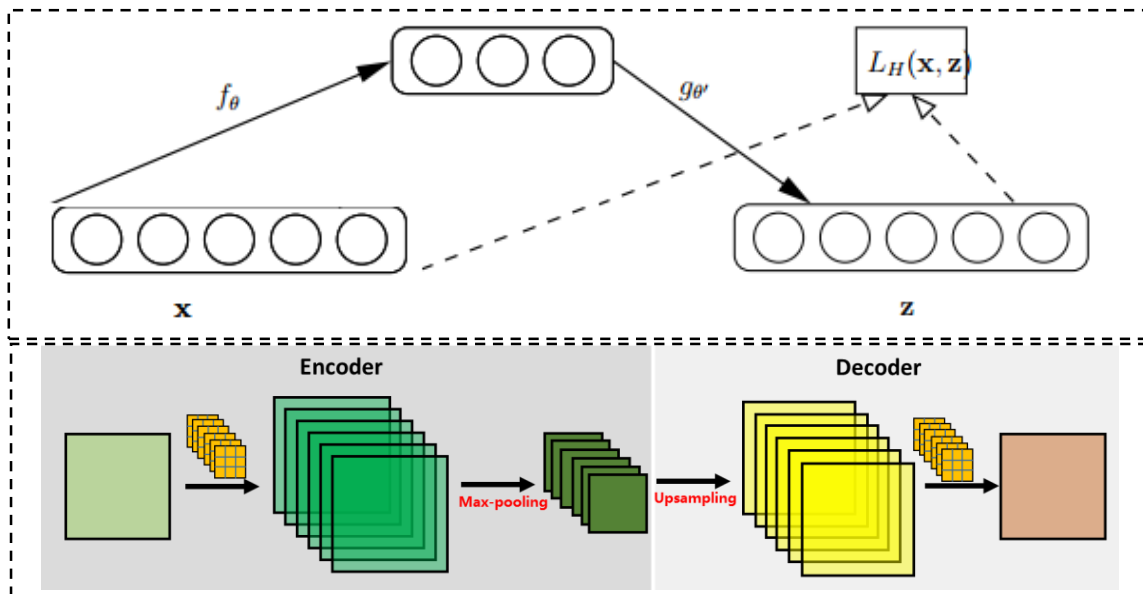 f_θ
g_θ'
L_H(x, z)
x
z
Encoder
Decoder
Max-pooling
Upsampling